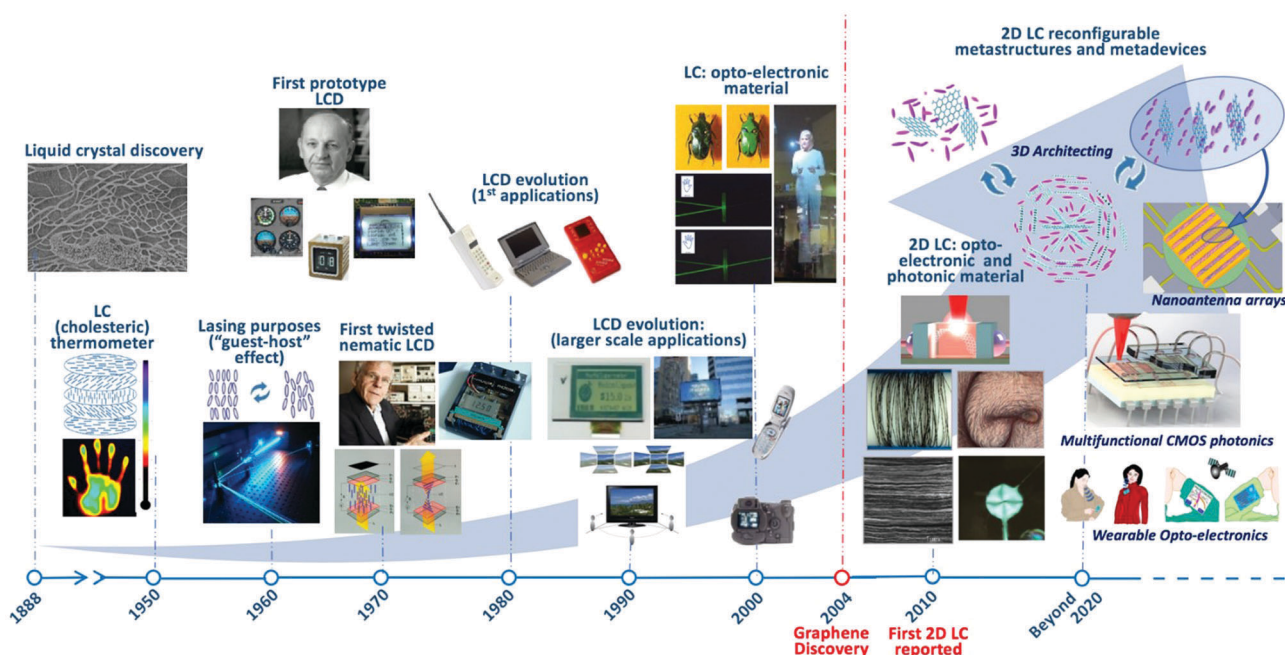 2D LC reconfigurable
metastructures and metadevices
First prototype
LCD
LC: opto-electronic
material
Liquid crystal discovery
3D Architecting
LCD evolution
(1st applications)
2D LC: opto-
electronic and
photonic material
Nanoantenna arrays
LC
(cholesteric)
thermometer
Lasing purposes
(“guest-host”
effect)
First twisted
nematic LCD
LCD evolution:
(larger scale applications)
Multifunctional CMOS photonics
Wearable Opto-electronics
1888
1950
1960
1970
1980
1990
2000
2004
2010
Beyond
2020
Graphene
Discovery
First 2D LC
reported